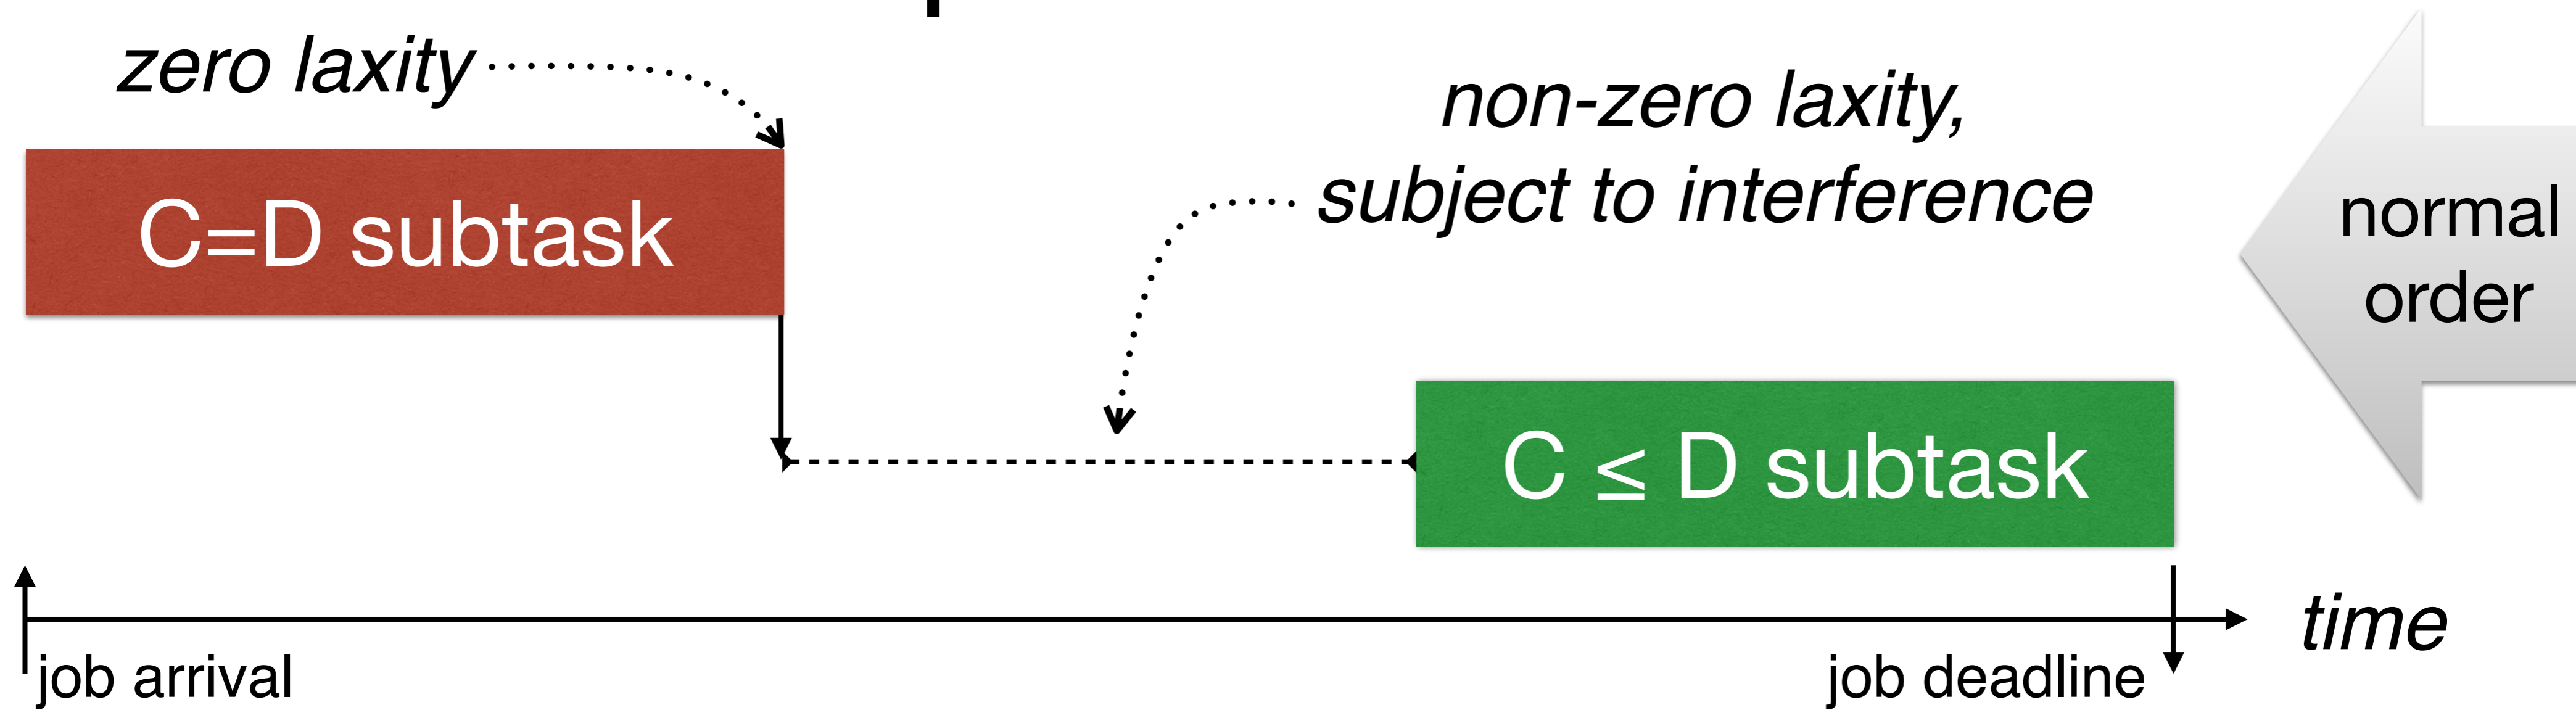 zero laxity
non-zero laxity,
subject to interference
C=D subtask
normal
order
C ≤ D subtask
time
job arrival
job deadline